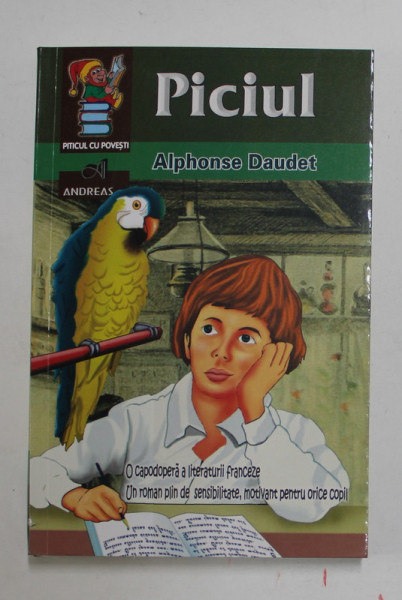 Piciul
PITICUL CU POVEȘTI
Alphonse Daudet
ANDREAS
O capodoperă a literaturii franceze
Un roman plin de sensibilitate, motivant pentru orice copil